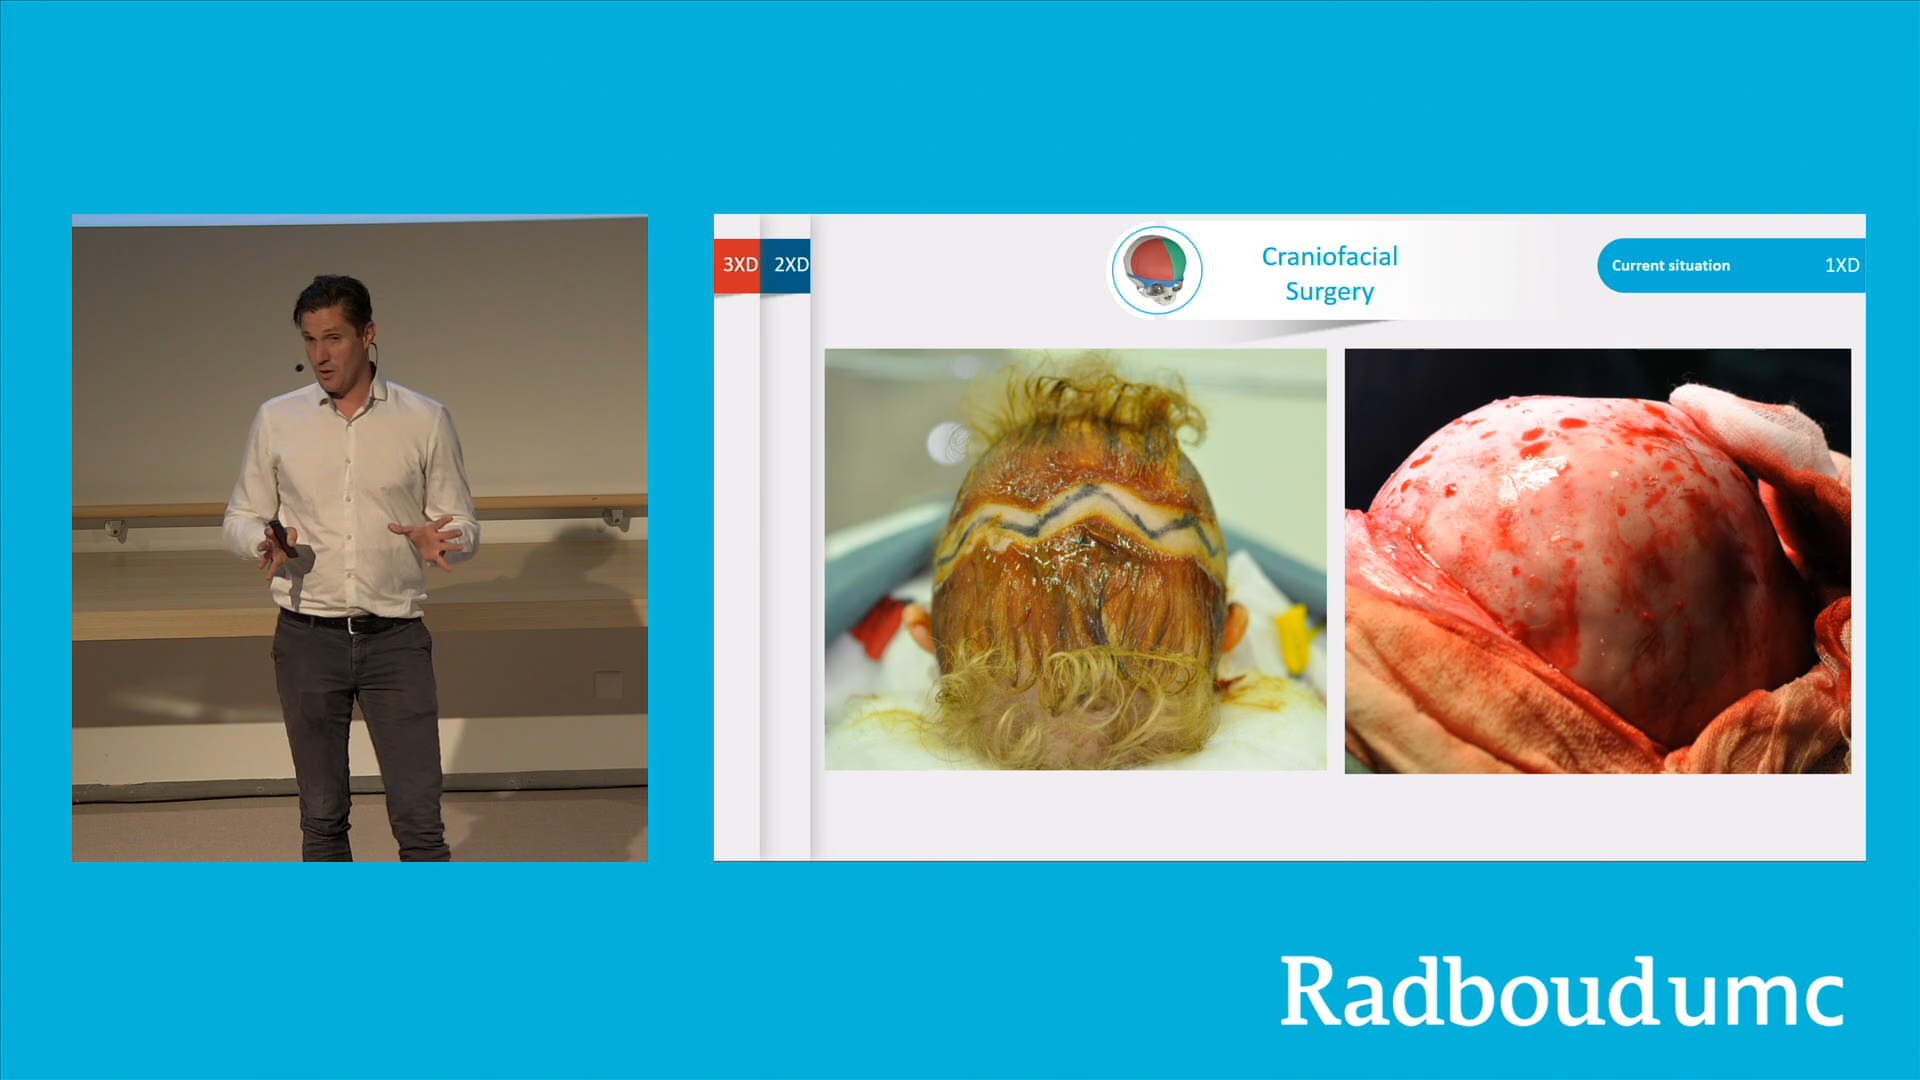 3XD
2XD
Craniofacial
Surgery
Current situation
1XD
Radboudumc